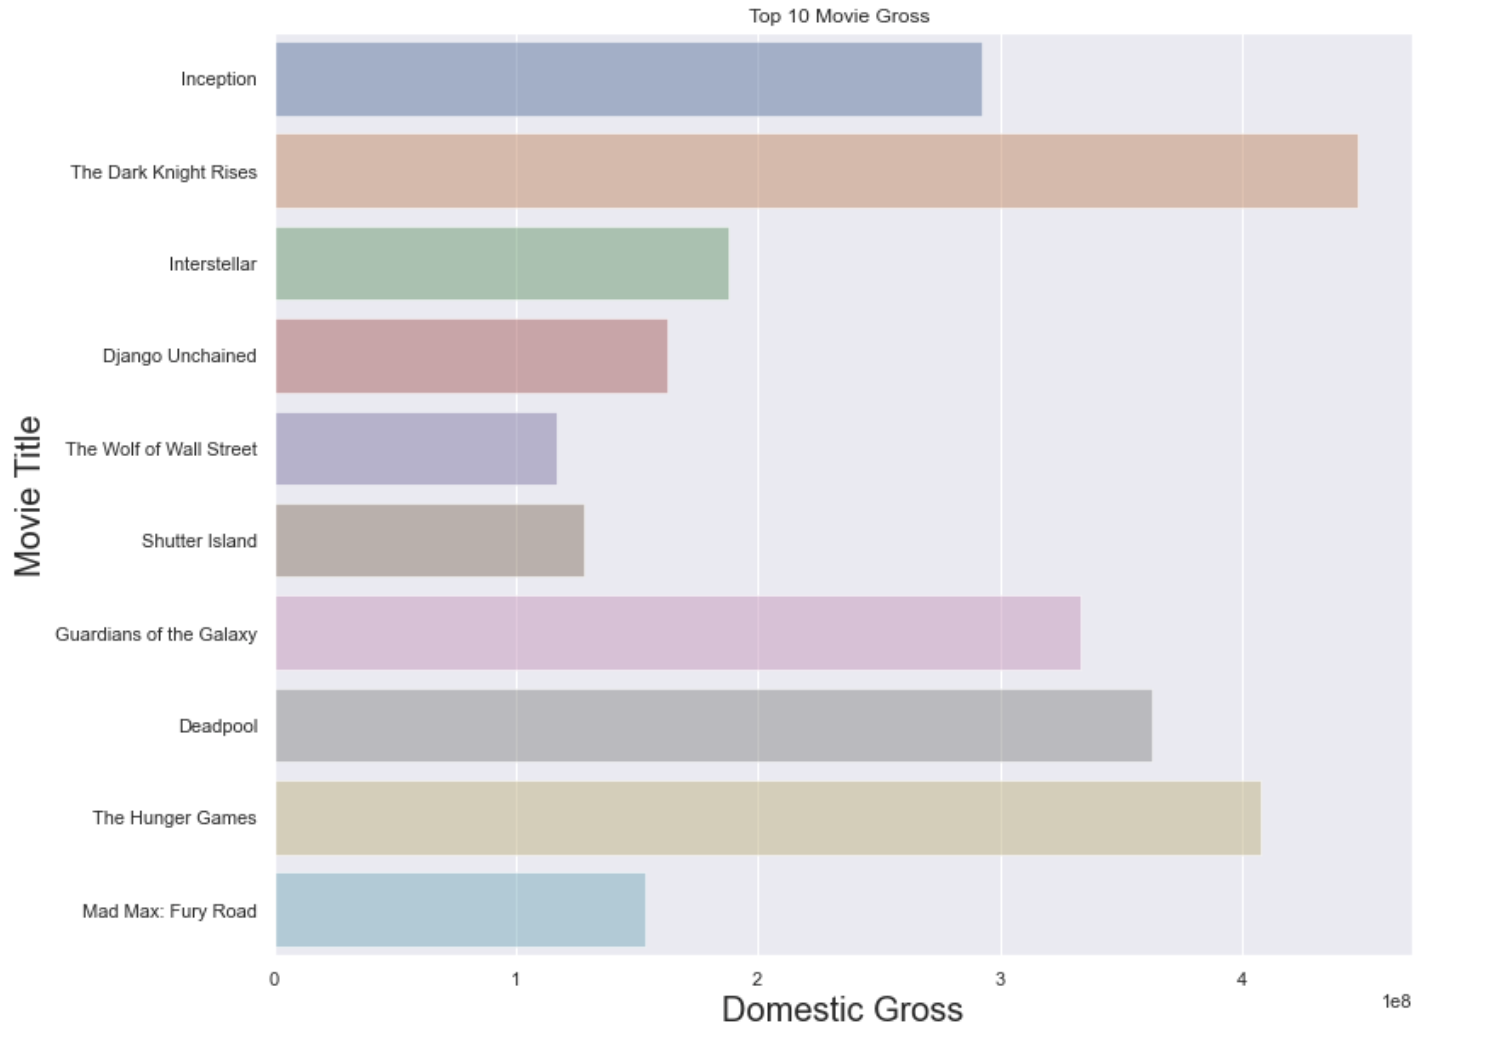 Top 10 Movie Gross
Inception
The Dark Knight Rises
Interstellar
Django Unchained
The Wolf of Wall Street
Shutter Island
Guardians of the Galaxy
Deadpool
The Hunger Games
Mad Max: Fury Road
Movie Title
0 1 2 3 4
1e8
Domestic Gross